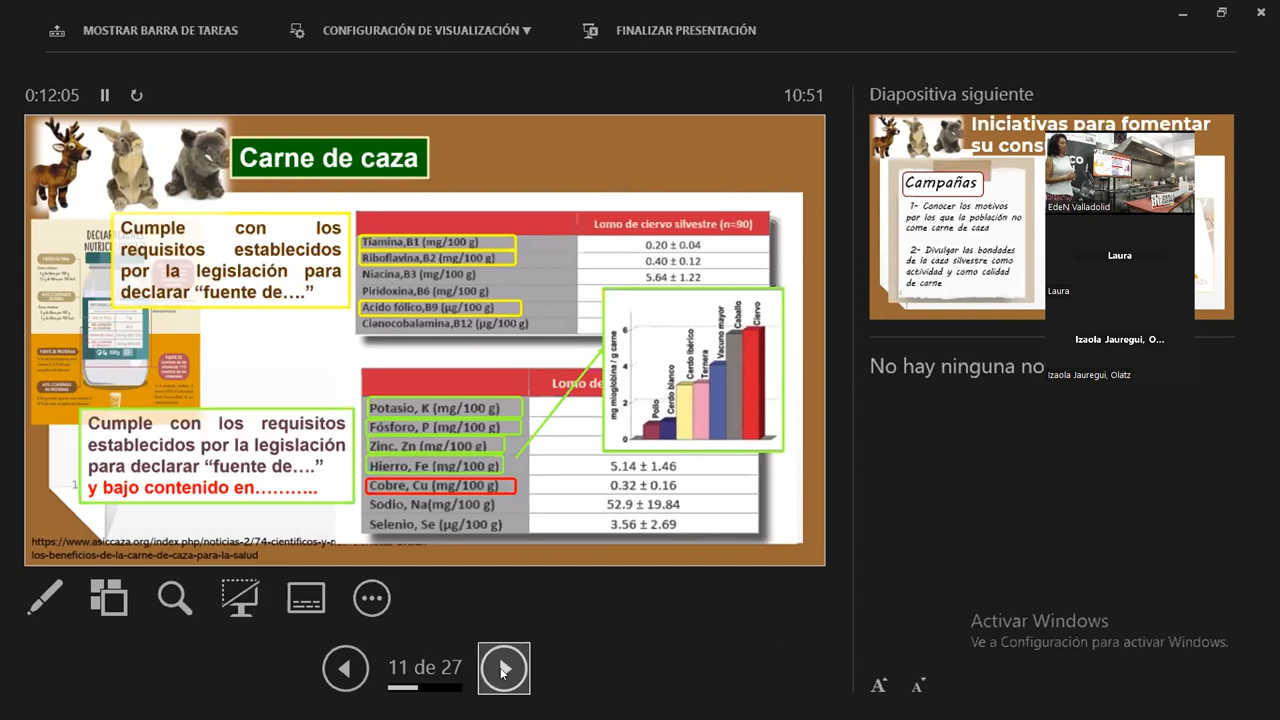 MOSTRAR BARRA DE TAREAS
CONFIGURACIÓN DE VISUALIZACIÓN ▼
FINALIZAR PRESENTACIÓN
0:12:05
10:51
Diapositiva siguiente
Carne de caza
Cumple con los
requisitos establecidos
por la legislación para
declarar “fuente de….”
Lomo de ciervo silvestre (n=90)
Tiamina,B1 (mg/100 g)
0.20 ± 0.04
Riboflavina,B2 (mg/100 g)
0.40 ± 0.12
Niacina,B3 (mg/100 g)
5.64 ± 1.22
Piridoxina,B6 (mg/100 g)
Acido fólico,B9 (µg/100 g)
Cianocobalamina,B12 (µg/100 g)
mg mioglobina / g carne
6
4
2
0
Pollo
Cerdo blanco
Cerdo ibérico
Ternera
Vacuno mayor
Caballo
Ciervo
Cumple con los requisitos
establecidos por la legislación
para declarar “fuente de….”
y bajo contenido en………..
Lomo de
Potasio, K (mg/100 g)
Fósforo, P (mg/100 g)
Zinc, Zn (mg/100 g)
Hierro, Fe (mg/100 g)
5.14 ± 1.46
Cobre, Cu (mg/100 g)
0.32 ± 0.16
Sodio, Na(mg/100 g)
52.9 ± 19.84
Selenio, Se (µg/100 g)
3.56 ± 2.69
https://www.asiccaza.org/index.php/noticias-2/74-cientificos-y-n
los-beneficios-de-la-carne-de-caza-para-la-salud
11 de 27
Iniciativas para fomentar
su cons
Campañas
1- Conocer los motivos
por los que la población no
come carne de caza
2- Divulgar las bondades
de la caza silvestre como
actividad y como calidad
de carne
EdeN Valladolid
Laura
Laura
Izaola Jauregui, O...
Izaola Jauregui, Olatz
No hay ninguna no
Activar Windows
Ve a Configuración para activar Windows.
A A